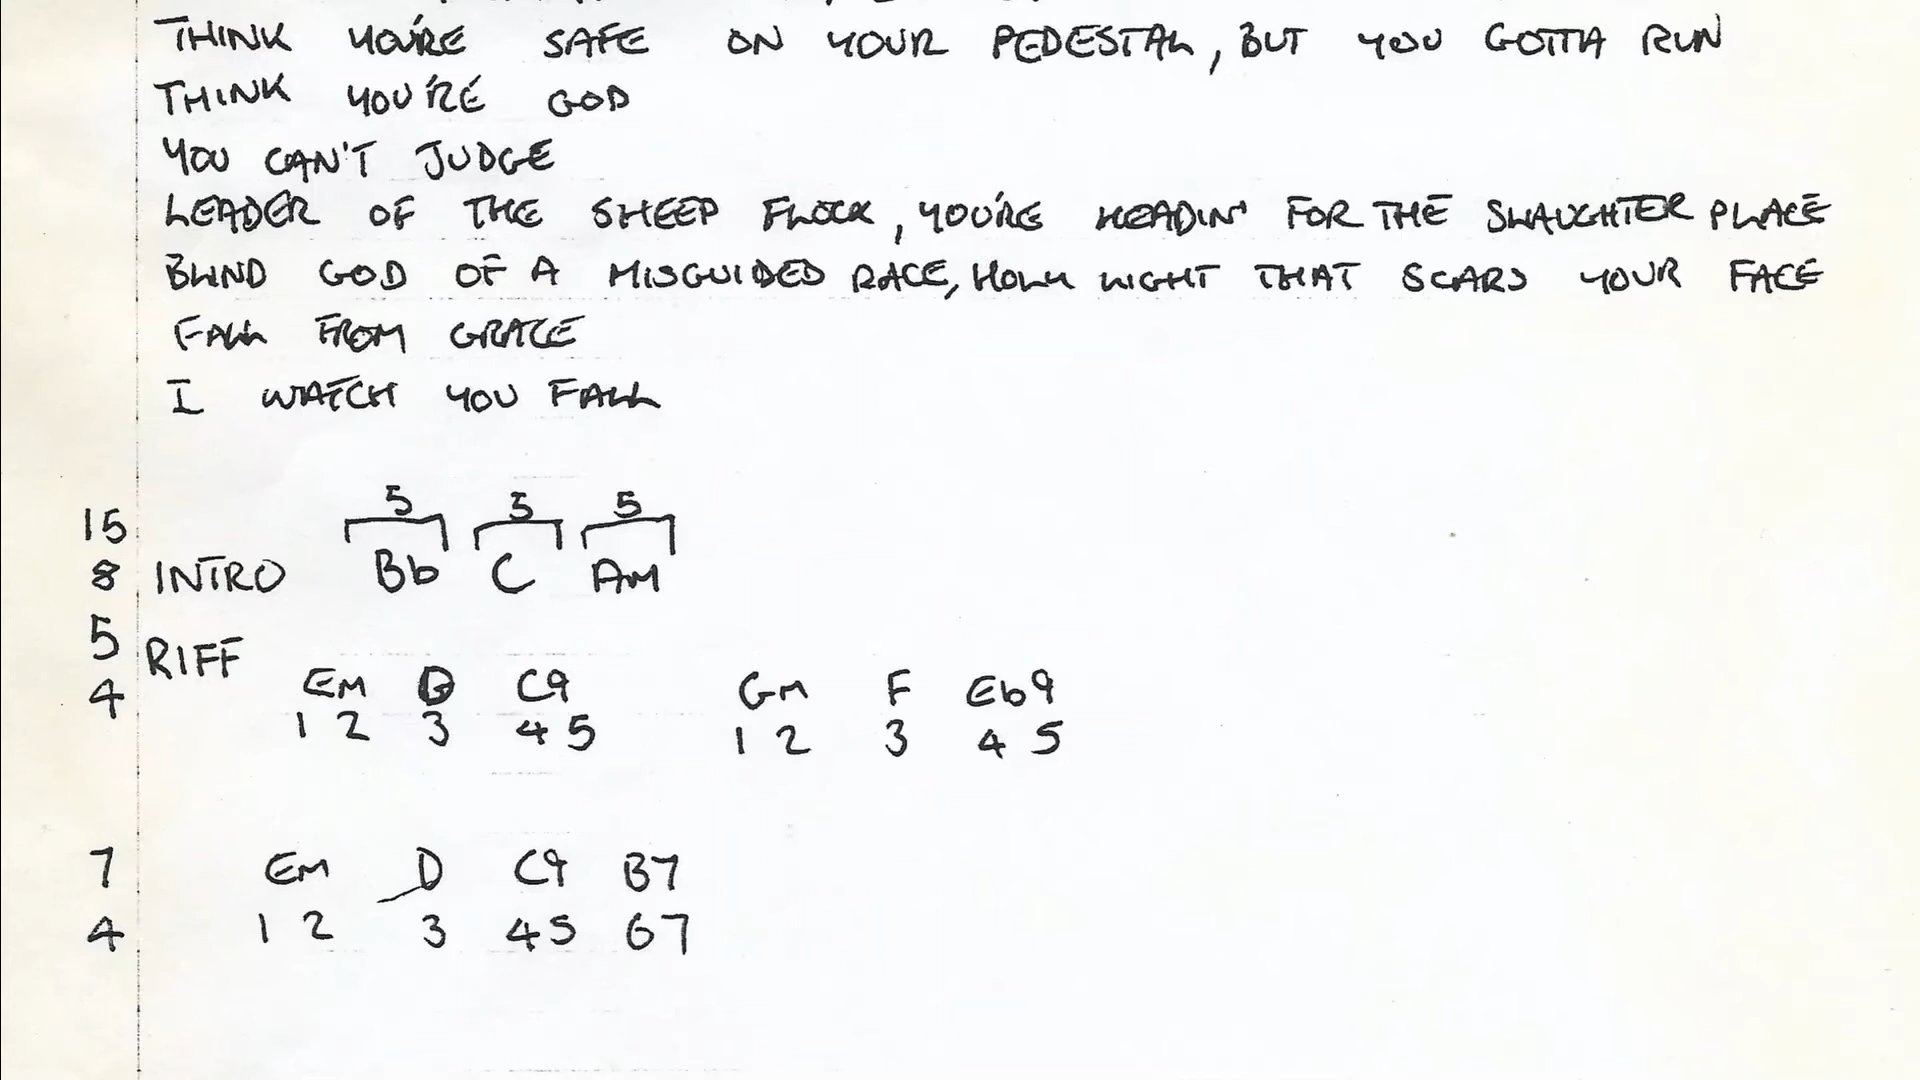 THINK YOU'RE SAFE ON YOUR PEDESTAL, BUT YOU GOTTA RUN
THINK YOU'RE GOD
YOU CAN'T JUDGE
LEADER OF THE SHEEP FLOCK, YOU'RE HEADIN' FOR THE SLAUGHTER PLACE
BLIND GOD OF A MISGUIDED RACE, HOLY LIGHT THAT SCARS YOUR FACE
FALL FROM GRACE
I WATCH YOU FALL
15 5 5 5
8 INTRO Bb C Am
5 RIFF
4 Em D C9 Gm F Eb9
1 2 3 4 5 1 2 3 4 5
7 Em D C9 B7
4 1 2 3 4 5 6 7